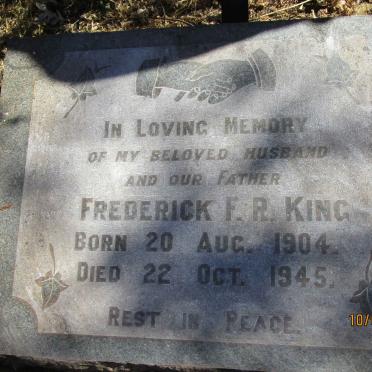 In Loving Memory
of my beloved husband
and our Father
Frederick F. R. King
Born 20 Aug. 1904.
Died 22 Oct. 1945.
Rest in Peace.
10/